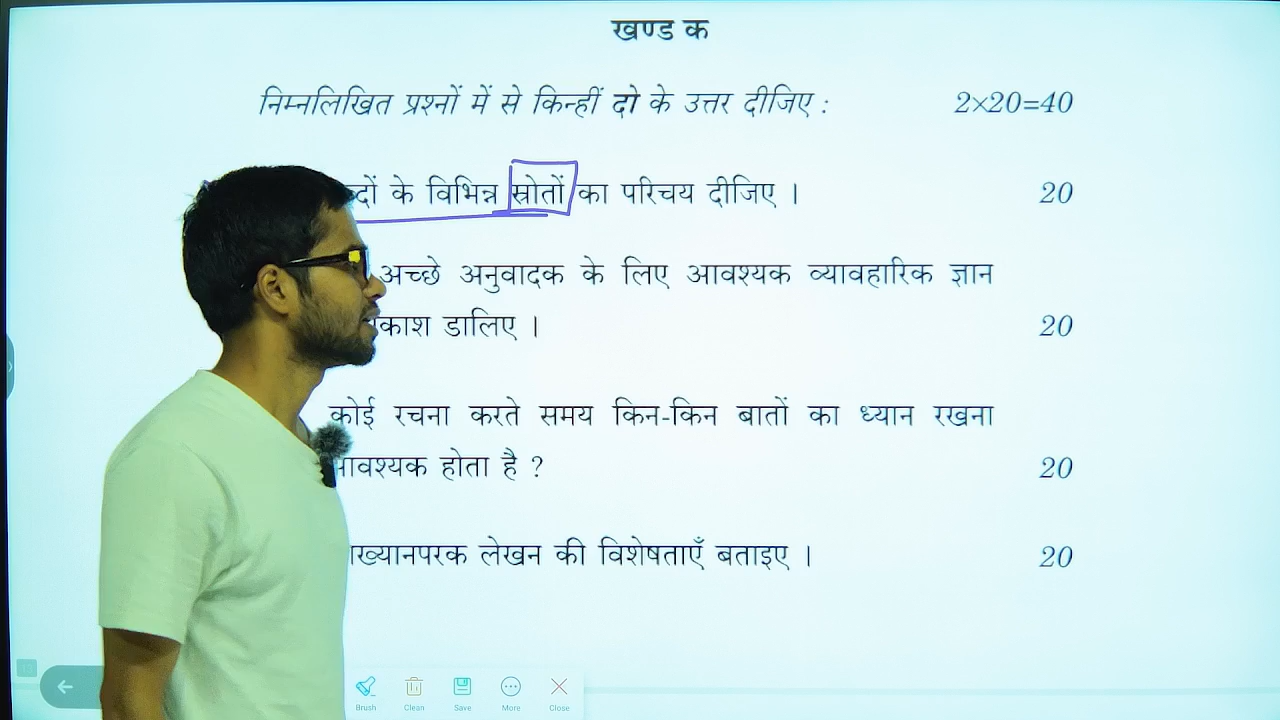 खण्ड क
निम्नलिखित प्रश्नों में से किन्हीं दो के उत्तर दीजिए : 2×20=40
के विभिन्न स्रोतों का परिचय दीजिए । 20
अच्छे अनुवादक के लिए आवश्यक व्यावहारिक ज्ञान
डालिए । 20
कोई रचना करते समय किन-किन बातों का ध्यान रखना
आवश्यक होता है ? 20
लेखन की विशेषताएँ बताइए । 20
Brush Clean Save More Close